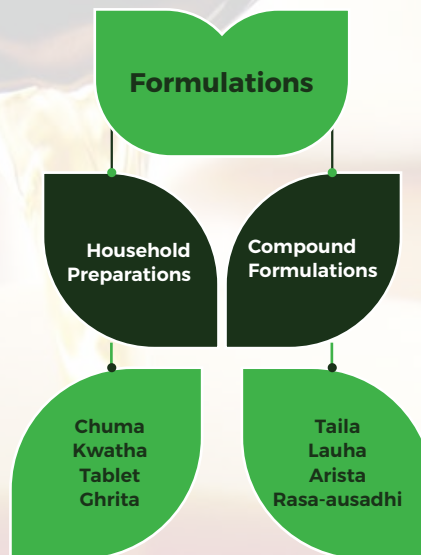 Formulations
Household
Preparations
Compound
Formulations
Chuma
Kwatha
Tablet
Ghrita
Taila
Lauha
Arista
Rasa-ausadhi